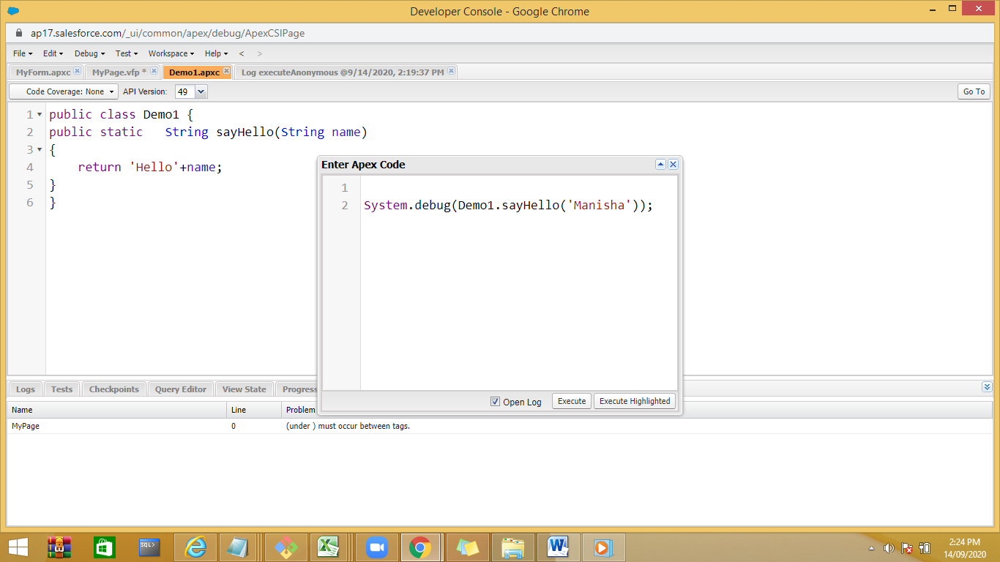 Developer Console - Google Chrome
ap17.salesforce.com/_ui/common/apex/debug/ApexCSIPage
File Edit Debug Test Workspace Help < >
MyForm.apxc MyPage.vfp * Demo1.apxc Log executeAnonymous @9/14/2020, 2:19:37 PM
Code Coverage: None API Version: 49 Go To
1 public class Demo1 {
2 public static   String sayHello(String name)
3 {
4     return 'Hello'+name;
5 }
6 }
Enter Apex Code
1
2 System.debug(Demo1.sayHello('Manisha'));
Open Log Execute Execute Highlighted
Logs Tests Checkpoints Query Editor View State Progress
Name Line Problem
MyPage 0 (under ) must occur between tags.
SQL>
2:24 PM
14/09/2020